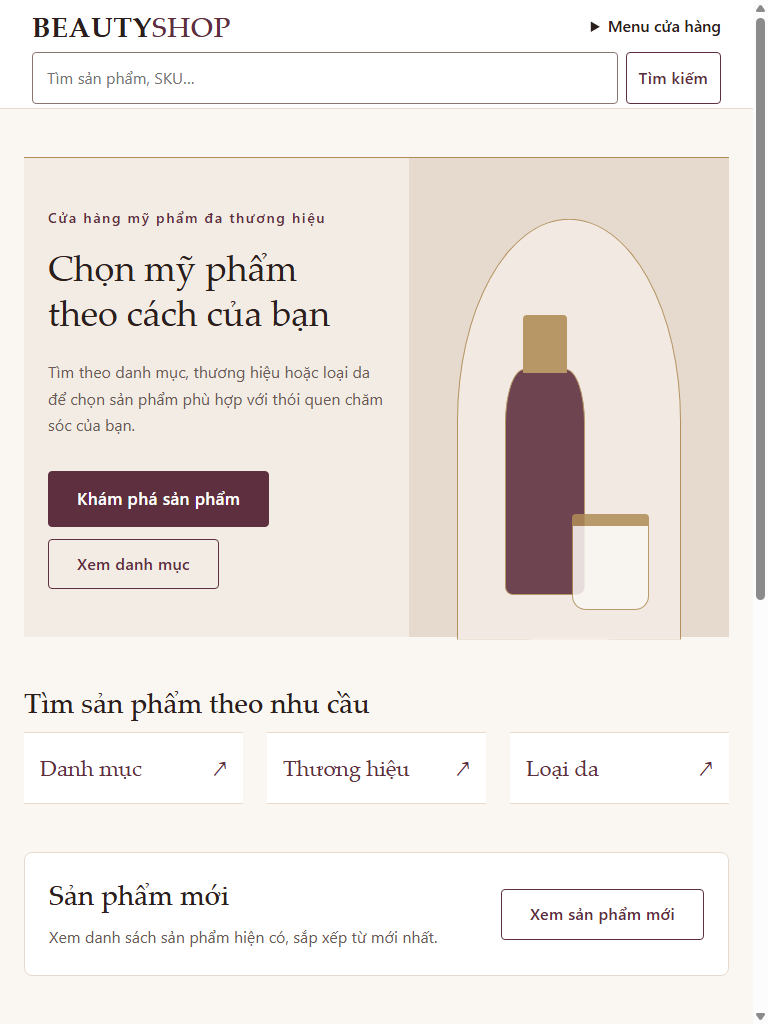 BEAUTYSHOP
▶ Menu cửa hàng
Tìm sản phẩm, SKU...
Tìm kiếm
Cửa hàng mỹ phẩm đa thương hiệu
Chọn mỹ phẩm
theo cách của bạn
Tìm theo danh mục, thương hiệu hoặc loại da
để chọn sản phẩm phù hợp với thói quen chăm
sóc của bạn.
Khám phá sản phẩm
Xem danh mục
Tìm sản phẩm theo nhu cầu
Danh mục ↗
Thương hiệu ↗
Loại da ↗
Sản phẩm mới
Xem danh sách sản phẩm hiện có, sắp xếp từ mới nhất.
Xem sản phẩm mới